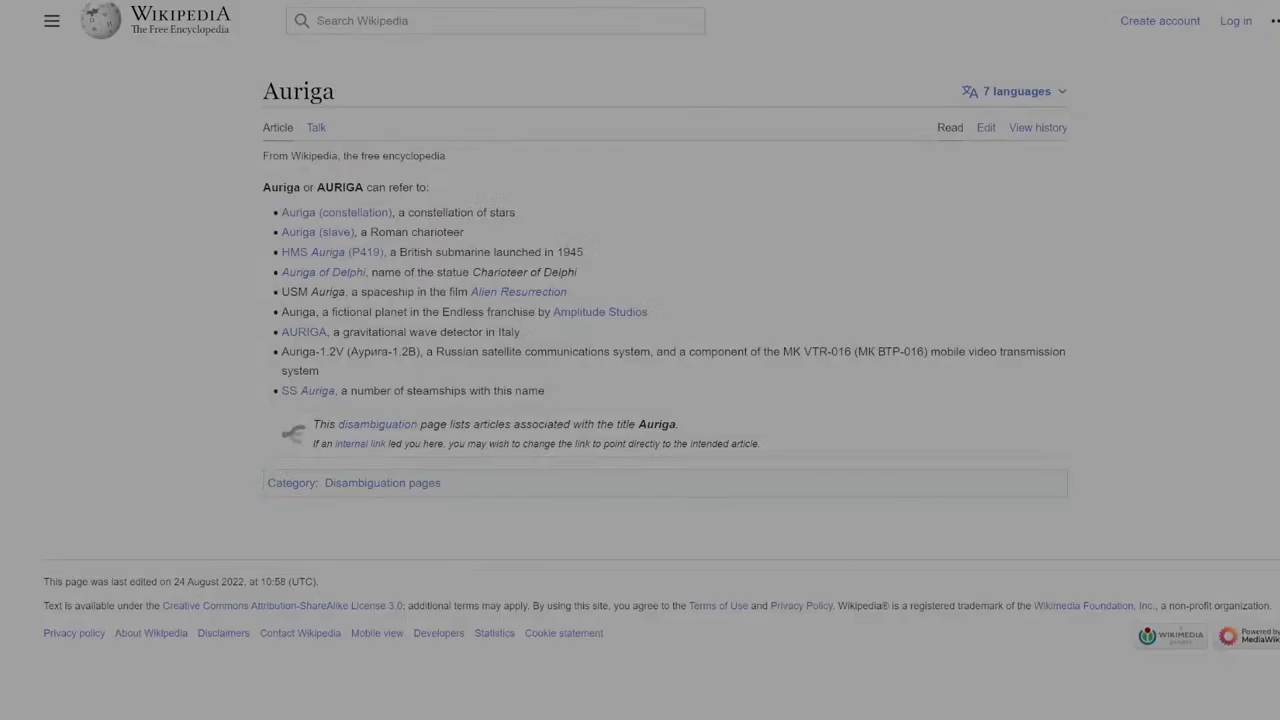 WIKIPEDIA
The Free Encyclopedia
Search Wikipedia
Create account
Log in
Auriga
7 languages
Article
Talk
Read
Edit
View history
From Wikipedia, the free encyclopedia
Auriga or AURIGA can refer to:
Auriga (constellation), a constellation of stars
Auriga (slave), a Roman charioteer
HMS Auriga (P419), a British submarine launched in 1945
Auriga of Delphi, name of the statue Charioteer of Delphi
USM Auriga, a spaceship in the film Alien Resurrection
Auriga, a fictional planet in the Endless franchise by Amplitude Studios
AURIGA, a gravitational wave detector in Italy
Auriga-1.2V (Аурига-1.2В), a Russian satellite communications system, and a component of the MK VTR-016 (МК ВТР-016) mobile video transmission
system
SS Auriga, a number of steamships with this name
This disambiguation page lists articles associated with the title Auriga.
If an internal link led you here, you may wish to change the link to point directly to the intended article.
Category: Disambiguation pages
This page was last edited on 24 August 2022, at 10:58 (UTC).
Text is available under the Creative Commons Attribution-ShareAlike License 3.0; additional terms may apply. By using this site, you agree to the Terms of Use and Privacy Policy. Wikipedia® is a registered trademark of the Wikimedia Foundation, Inc., a non-profit organization.
Privacy policy
About Wikipedia
Disclaimers
Contact Wikipedia
Mobile view
Developers
Statistics
Cookie statement
WIKIMEDIA
project
Powered by
MediaWik